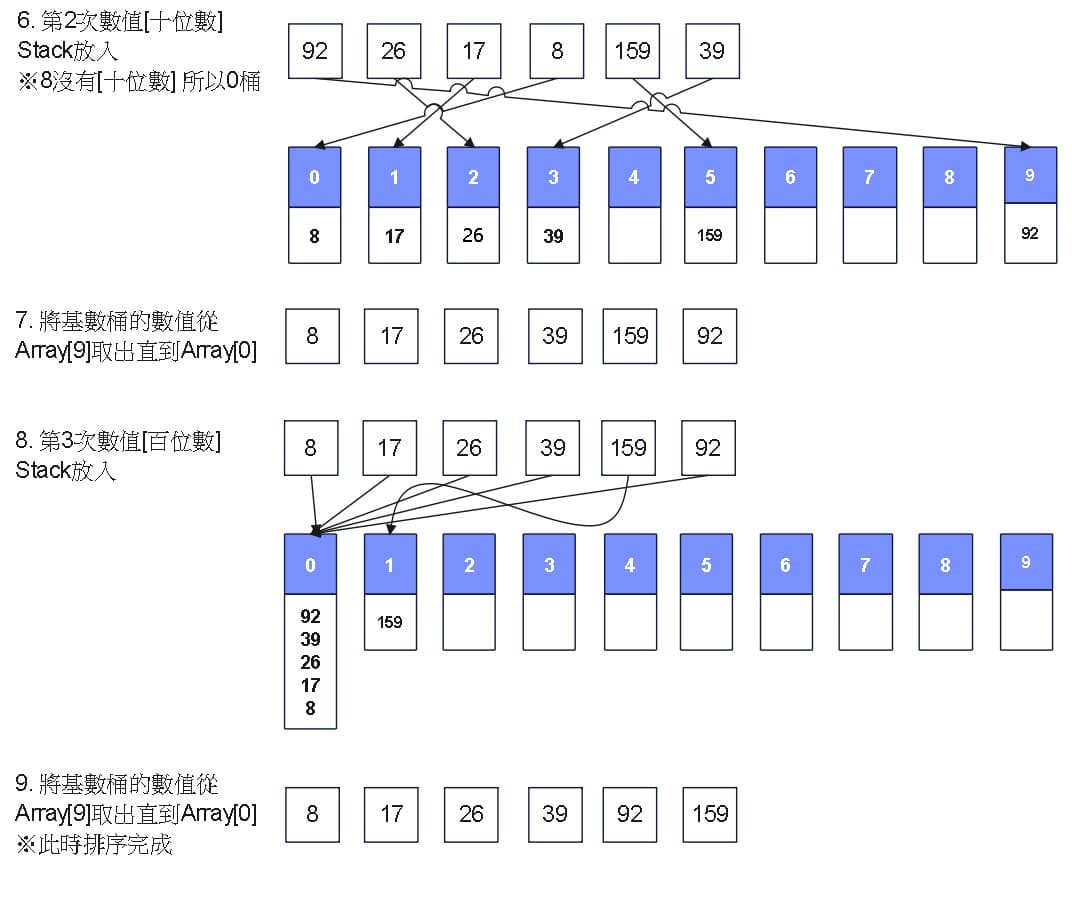 6. 第2次數值[十位數]
Stack放入
※8沒有[十位數] 所以0桶
92 26 17 8 159 39
0 1 2 3 4 5 6 7 8 9
8 17 26 39 159 92
7. 將基數桶的數值從
Array[9]取出直到Array[0]
8 17 26 39 159 92
8. 第3次數值[百位數]
Stack放入
8 17 26 39 159 92
0 1 2 3 4 5 6 7 8 9
92 159
39
26
17
8
9. 將基數桶的數值從
Array[9]取出直到Array[0]
※此時排序完成
8 17 26 39 92 159